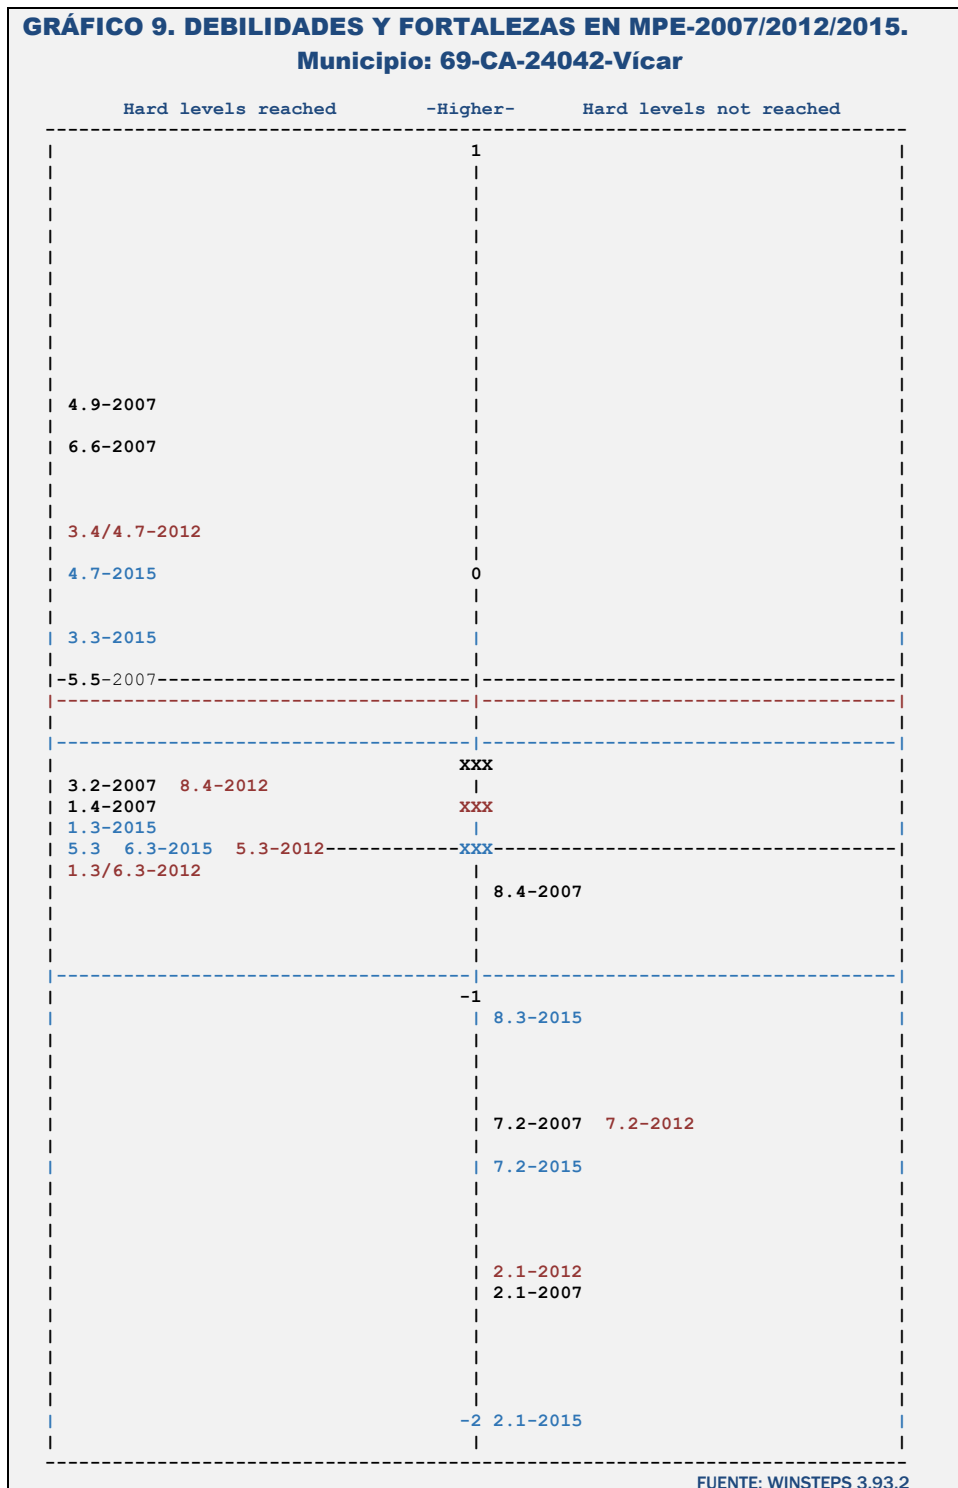 GRÁFICO 9. DEBILIDADES Y FORTALEZAS EN MPE-2007/2012/2015.
Municipio: 69-CA-24042-Vícar
Hard levels reached -Higher- Hard levels not reached
1
4.9-2007
6.6-2007
3.4/4.7-2012
4.7-2015 0
3.3-2015
-5.5-2007
XXX
3.2-2007 8.4-2012
1.4-2007 XXX
1.3-2015
5.3 6.3-2015 5.3-2012 XXX
1.3/6.3-2012
8.4-2007
-1
8.3-2015
7.2-2007 7.2-2012
7.2-2015
2.1-2012
2.1-2007
-2 2.1-2015
FUENTE: WINSTEPS 3.93.2